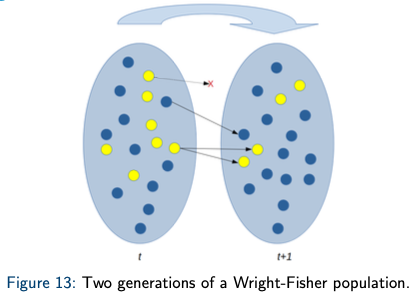 X
t
t+1
Figure 13: Two generations of a Wright-Fisher population.